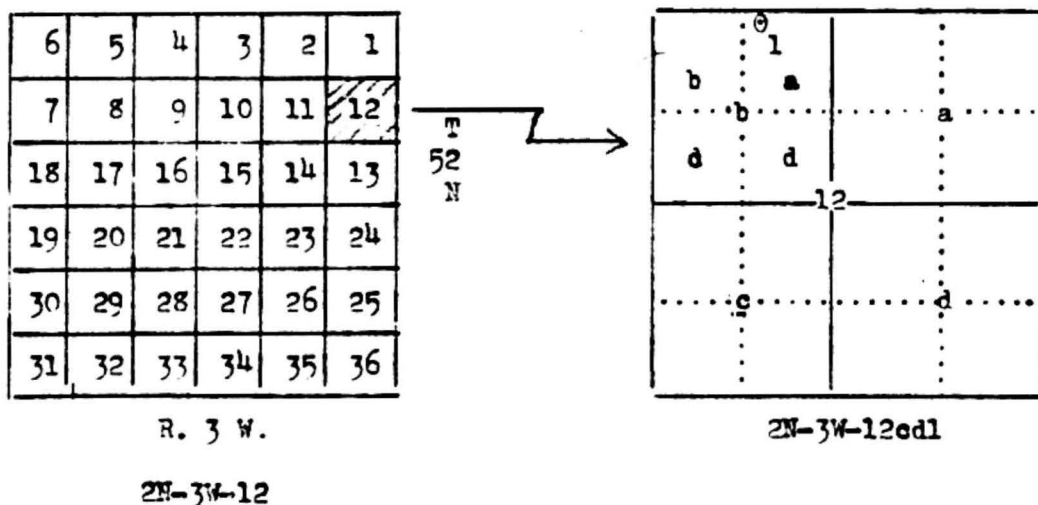 6 5 4 3 2 1
7 8 9 10 11 12
18 17 16 15 14 13
19 20 21 22 23 24
30 29 28 27 26 25
31 32 33 34 35 36
R. 3 W.
2N-3W-12
T
52
N
1
b a
b a
d d
12
c d
2N-3W-12cd1